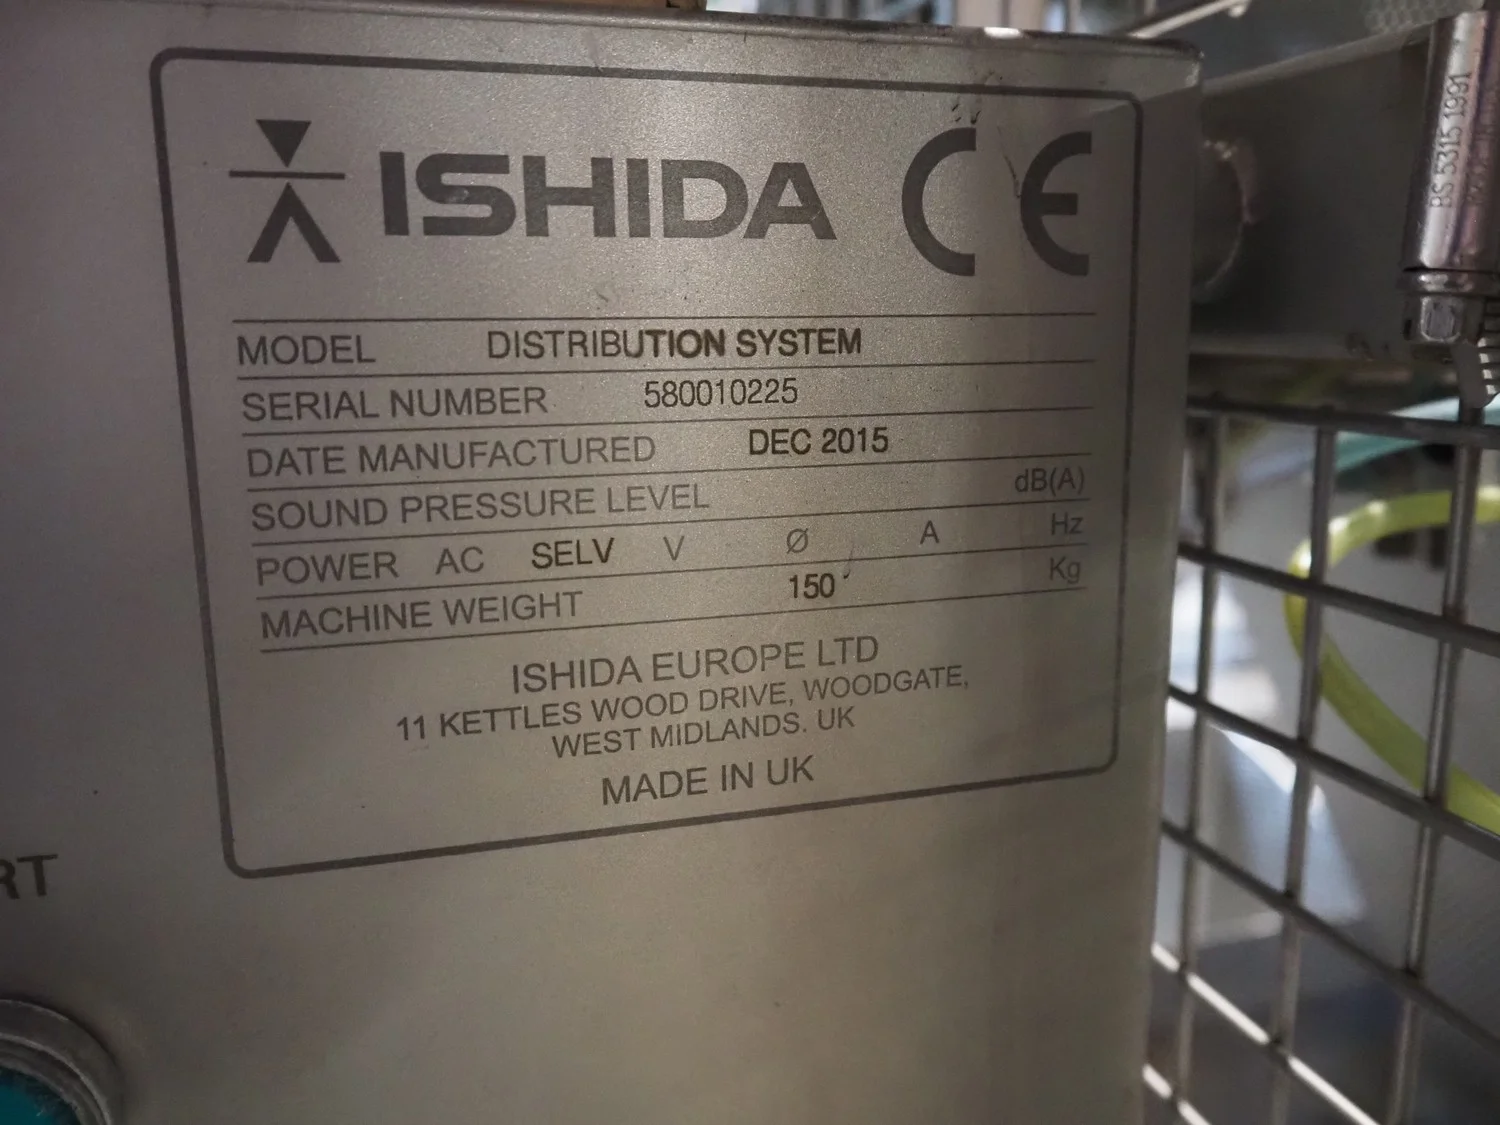 ISHIDA CE
MODEL DISTRIBUTION SYSTEM
SERIAL NUMBER 580010225
DATE MANUFACTURED DEC 2015
SOUND PRESSURE LEVEL dB(A)
POWER AC SELV V Ø A Hz
MACHINE WEIGHT 150 Kg
ISHIDA EUROPE LTD
11 KETTLES WOOD DRIVE, WOODGATE,
WEST MIDLANDS. UK
MADE IN UK
BS 5315 1991